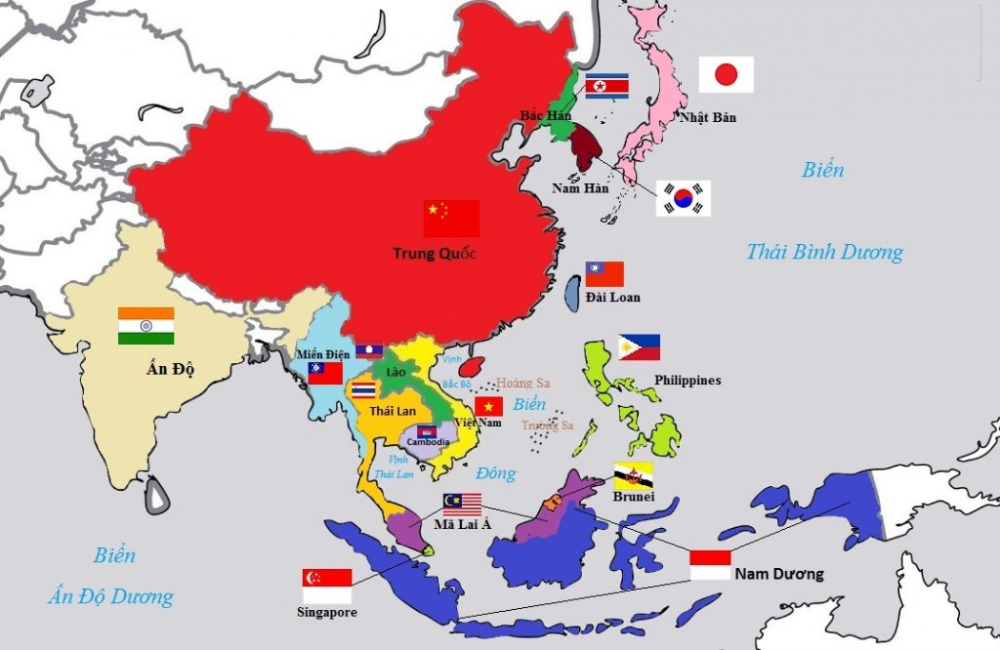 Bắc Hàn
Nhật Bản
Nam Hàn
Biển
Thái Bình Dương
Trung Quốc
Đài Loan
Ấn Độ
Miến Điện
Lào
Vịnh
Bắc Bộ
Hoàng Sa
Philippines
Thái Lan
Việt Nam
Biển
Trường Sa
Cambodia
Vịnh
Thái Lan
Đông
Brunei
Mã Lai Á
Biển
Ấn Độ Dương
Nam Dương
Singapore